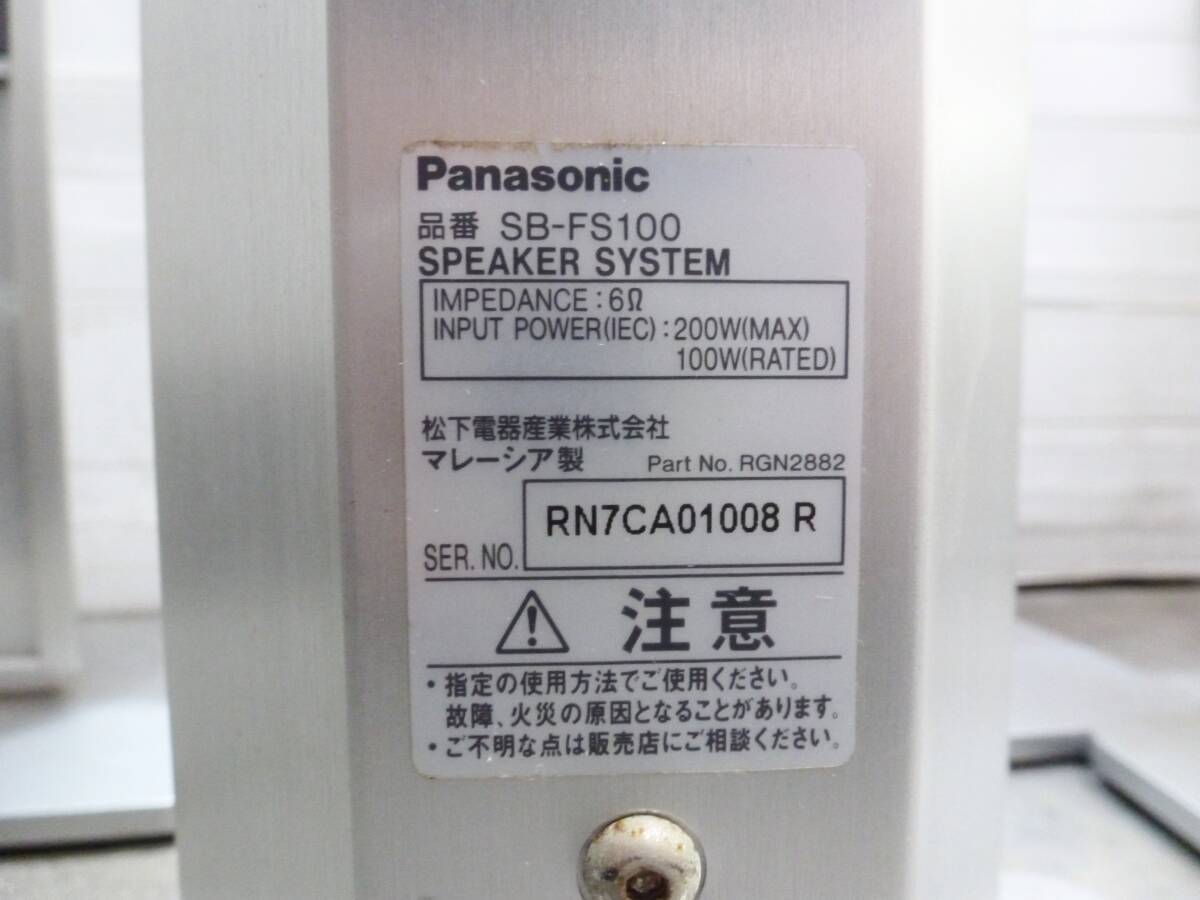 Panasonic
品番 SB-FS100
SPEAKER SYSTEM
IMPEDANCE : 6Ω
INPUT POWER(IEC) : 200W(MAX)
100W(RATED)
松下電器産業株式会社
マレーシア製 Part No. RGN2882
RN7CA01008 R
SER. NO.
注意
・指定の使用方法でご使用ください。
故障、火災の原因となることがあります。
・ご不明な点は販売店にご相談ください。